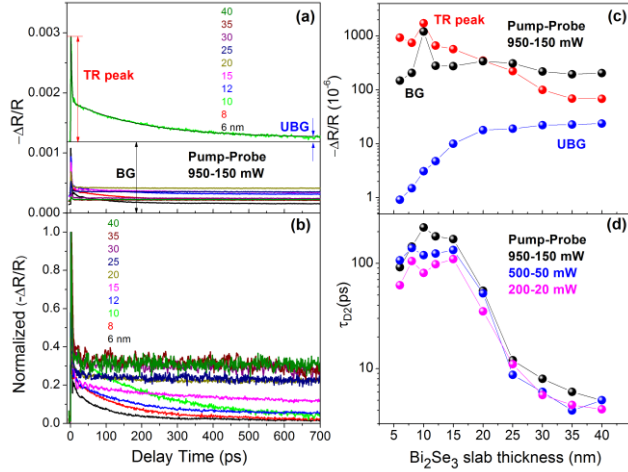 (a)
0.003
40
35
30
25
20
15
12
10
8
6 nm
TR peak
−ΔR/R
0.002
UBG
0.001
BG
Pump-Probe
950-150 mW
0.000
(b)
1.0
40
35
30
25
20
15
12
10
8
6 nm
Normalized (-ΔR/R)
0.8
0.6
0.4
0.2
0.0
0 100 200 300 400 500 600 700
Delay Time (ps)
(c)
TR peak
Pump-Probe
950-150 mW
1000
BG
−ΔR/R (10⁻⁶)
100
UBG
10
1
(d)
Pump-Probe
950-150 mW
500-50 mW
200-20 mW
τD2(ps)
100
10
5 10 15 20 25 30 35 40
Bi₂Se₃ slab thickness (nm)